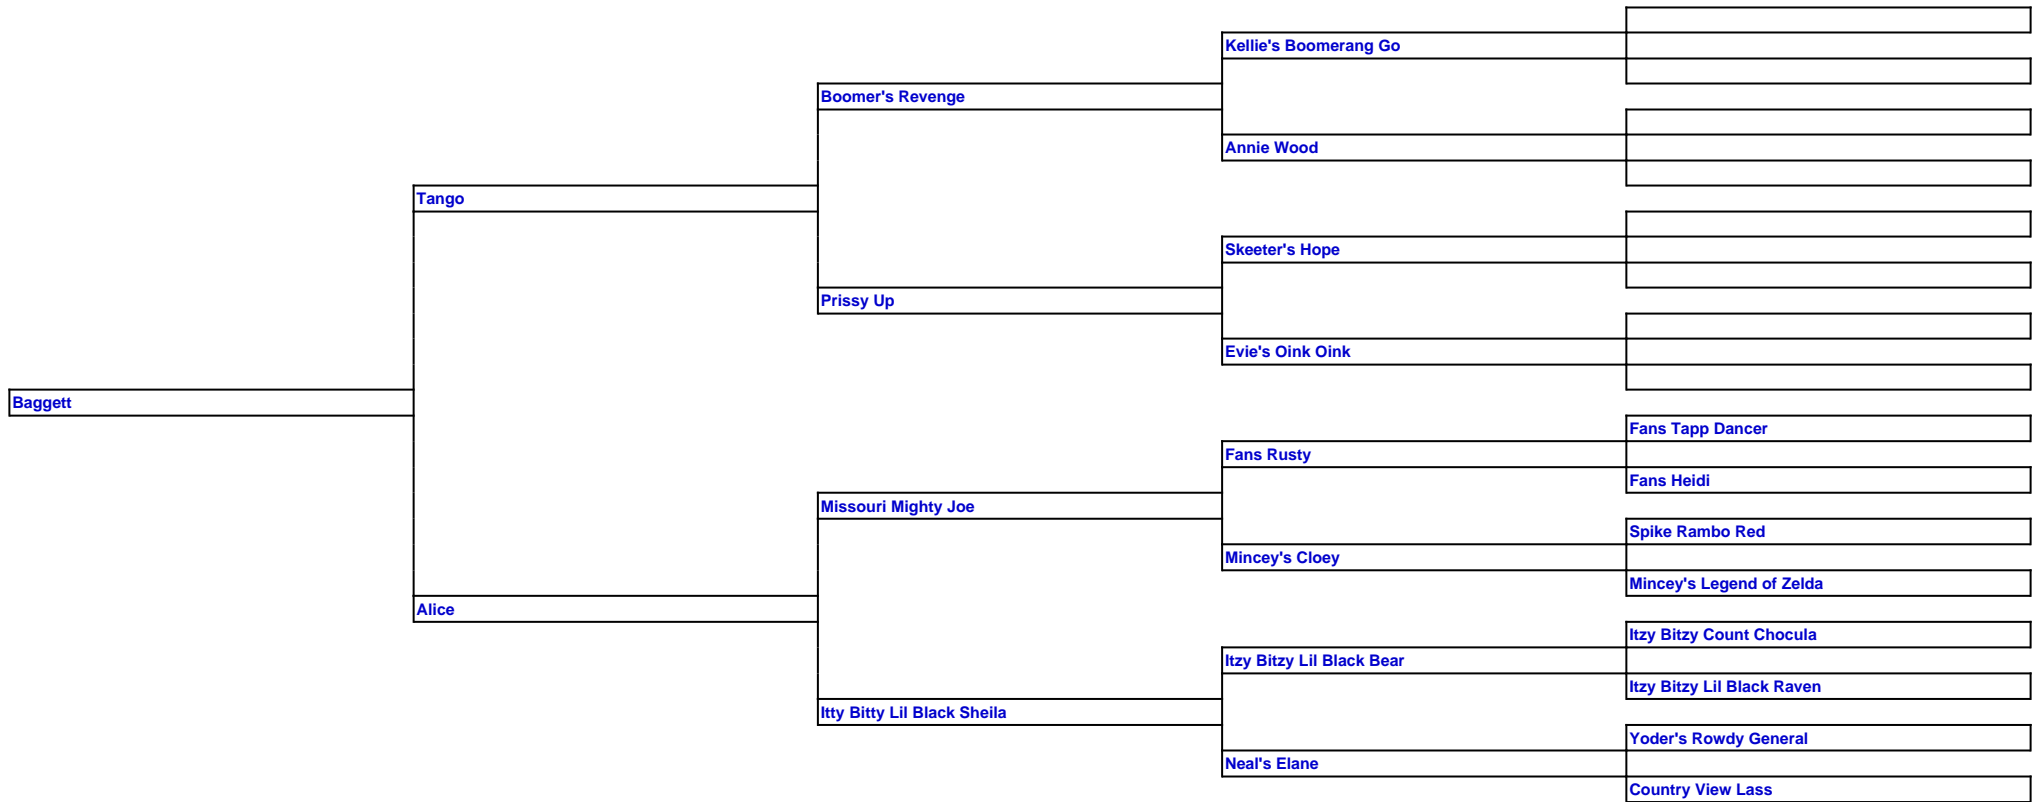 Kellie's Boomerang Go
Boomer's Revenge
Annie Wood
Tango
Skeeter's Hope
Prissy Up
Evie's Oink Oink
Baggett
Fans Tapp Dancer
Fans Rusty
Fans Heidi
Missouri Mighty Joe
Spike Rambo Red
Mincey's Cloey
Mincey's Legend of Zelda
Alice
Itzy Bitzy Count Chocula
Itzy Bitzy Lil Black Bear
Itzy Bitzy Lil Black Raven
Itty Bitty Lil Black Sheila
Yoder's Rowdy General
Neal's Elane
Country View Lass